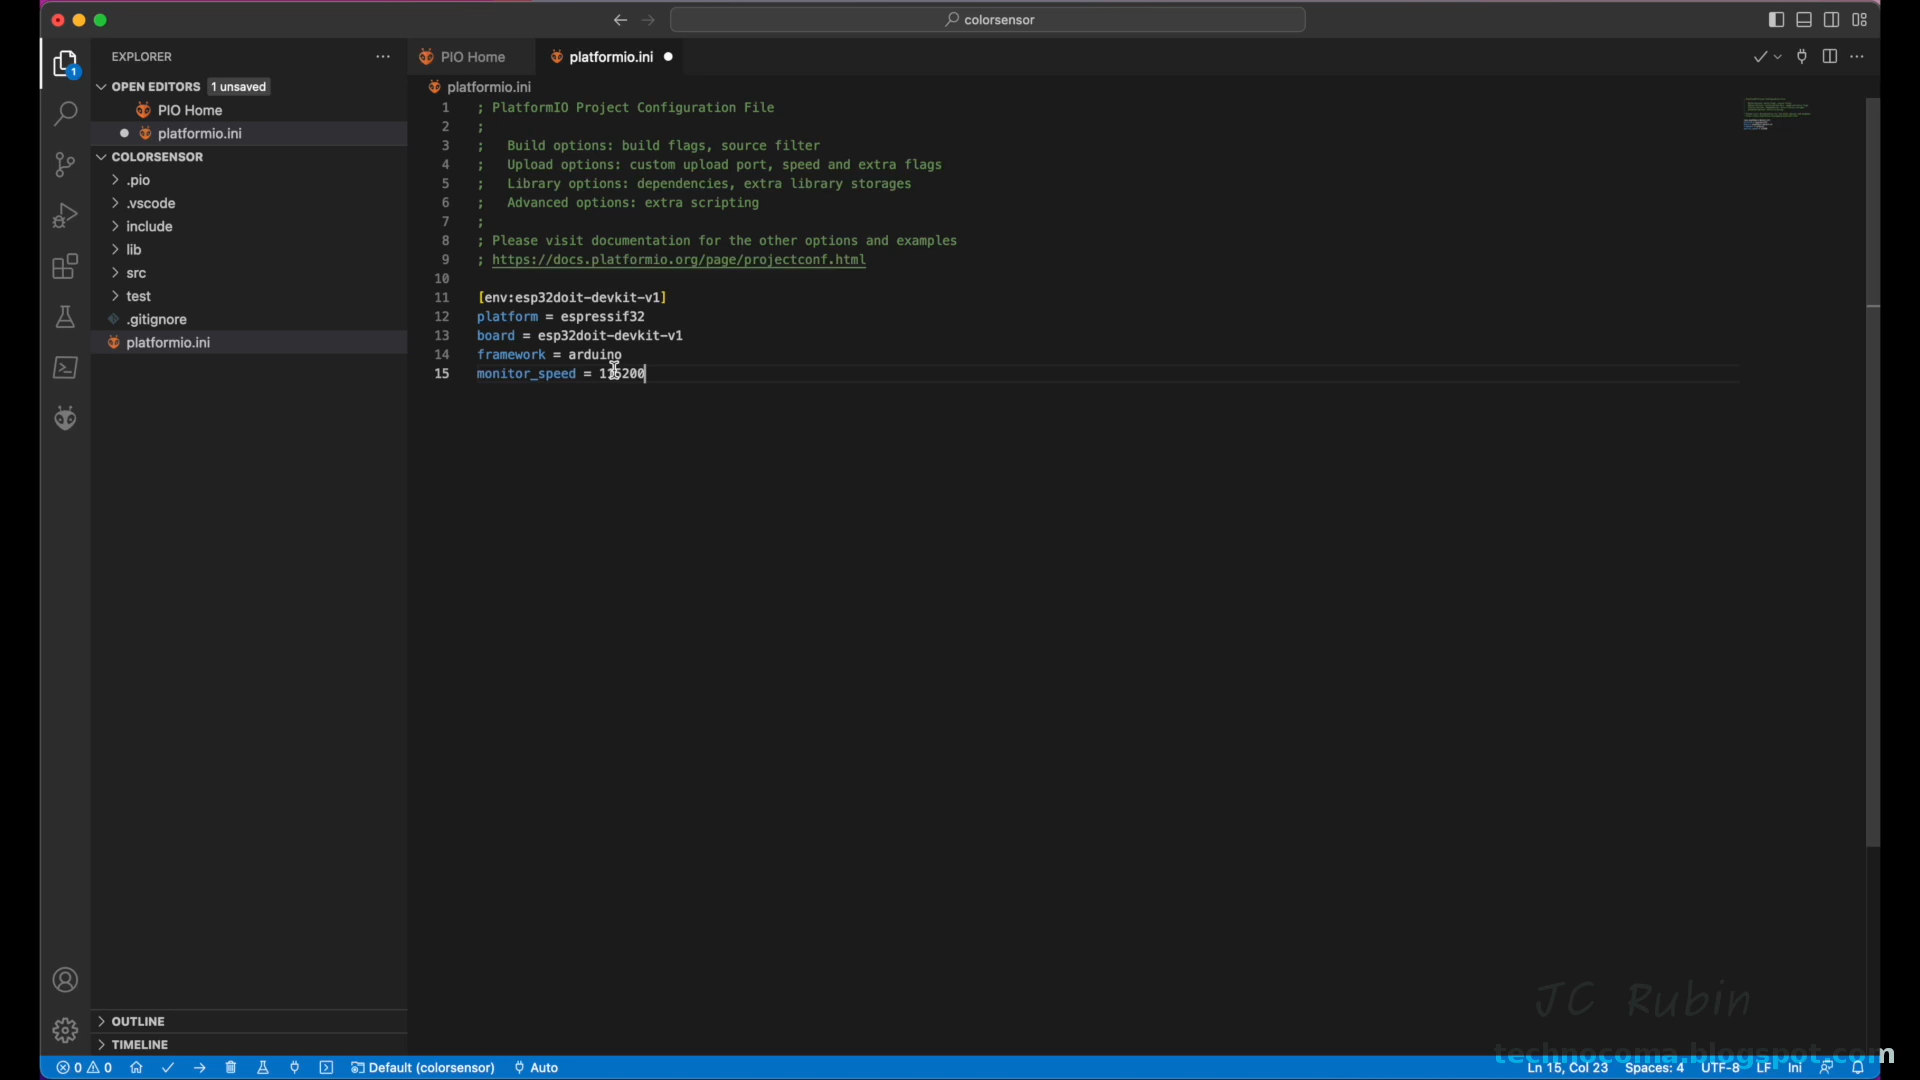 colorsensor
EXPLORER
PIO Home
platformio.ini
OPEN EDITORS 1 unsaved
PIO Home
platformio.ini
COLORSENSOR
.pio
.vscode
include
lib
src
test
.gitignore
platformio.ini
OUTLINE
TIMELINE
platformio.ini
1 ; PlatformIO Project Configuration File
2 ;
3 ;   Build options: build flags, source filter
4 ;   Upload options: custom upload port, speed and extra flags
5 ;   Library options: dependencies, extra library storages
6 ;   Advanced options: extra scripting
7 ;
8 ; Please visit documentation for the other options and examples
9 ; https://docs.platformio.org/page/projectconf.html
10
11 [env:esp32doit-devkit-v1]
12 platform = espressif32
13 board = esp32doit-devkit-v1
14 framework = arduino
15 monitor_speed = 115200
JC Rubin
technocoma.blogspot.com
0 0 Default (colorsensor) Auto Ln 15, Col 23 Spaces: 4 UTF-8 LF Ini